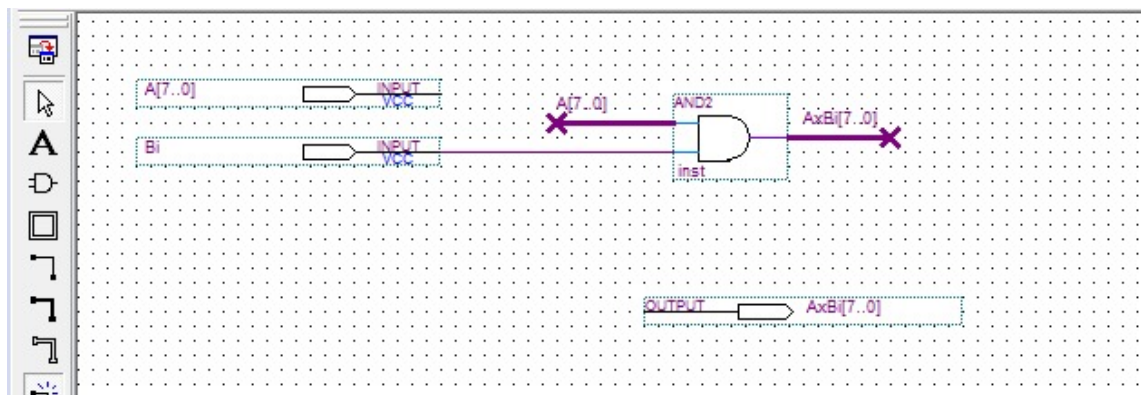 A[7..0]
INPUT
VCC
Bi
INPUT
VCC
A[7..0]
AND2
AxBi[7..0]
inst
OUTPUT
AxBi[7..0]
A